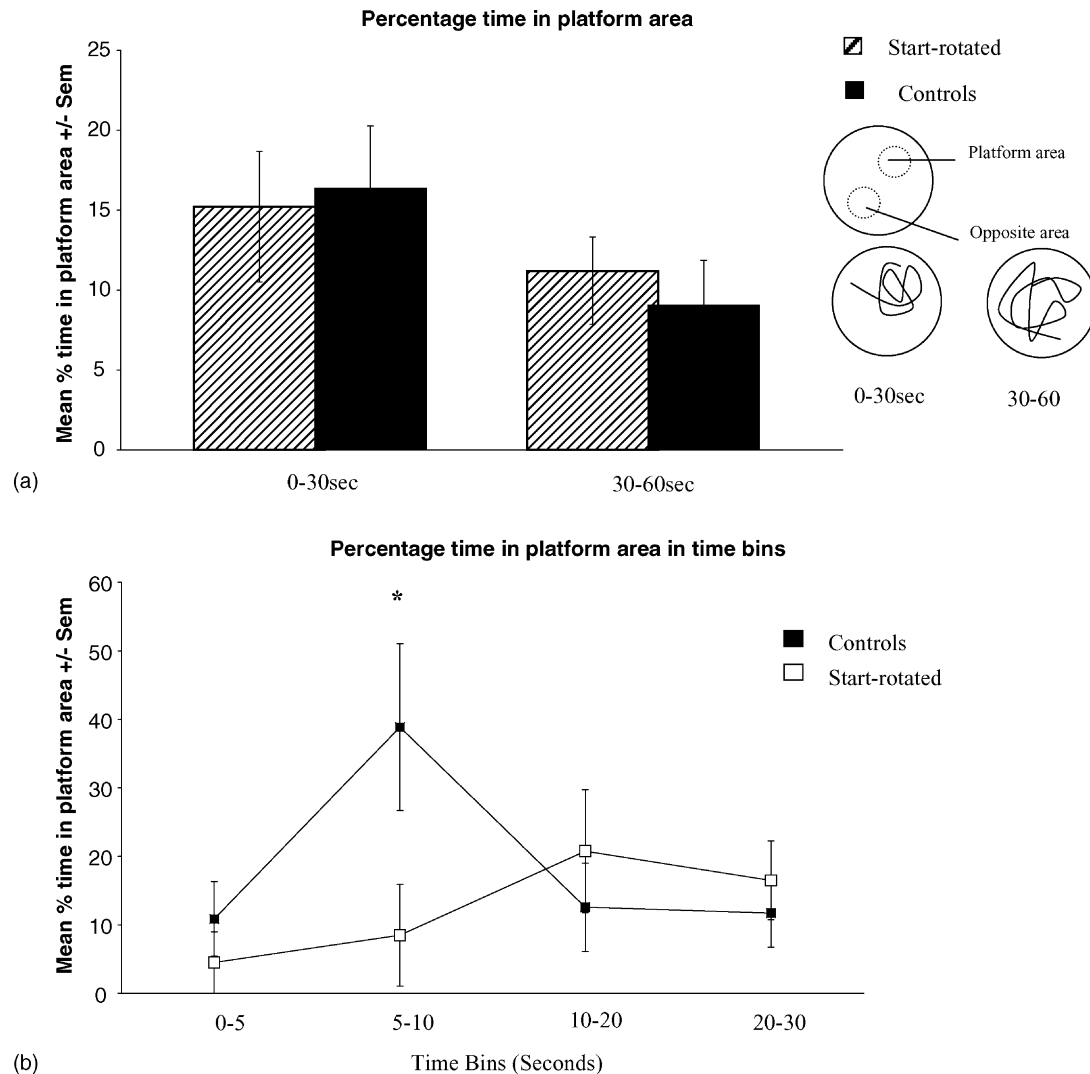 Percentage time in platform area
Mean % time in platform area +/- Sem
25
20
15
10
5
0
0-30sec
30-60sec
Start-rotated
Controls
Platform area
Opposite area
0-30sec
30-60
(a)
Percentage time in platform area in time bins
Mean % time in platform area +/- Sem
60
50
40
30
20
10
0
*
Controls
Start-rotated
0-5
5-10
10-20
20-30
Time Bins (Seconds)
(b)